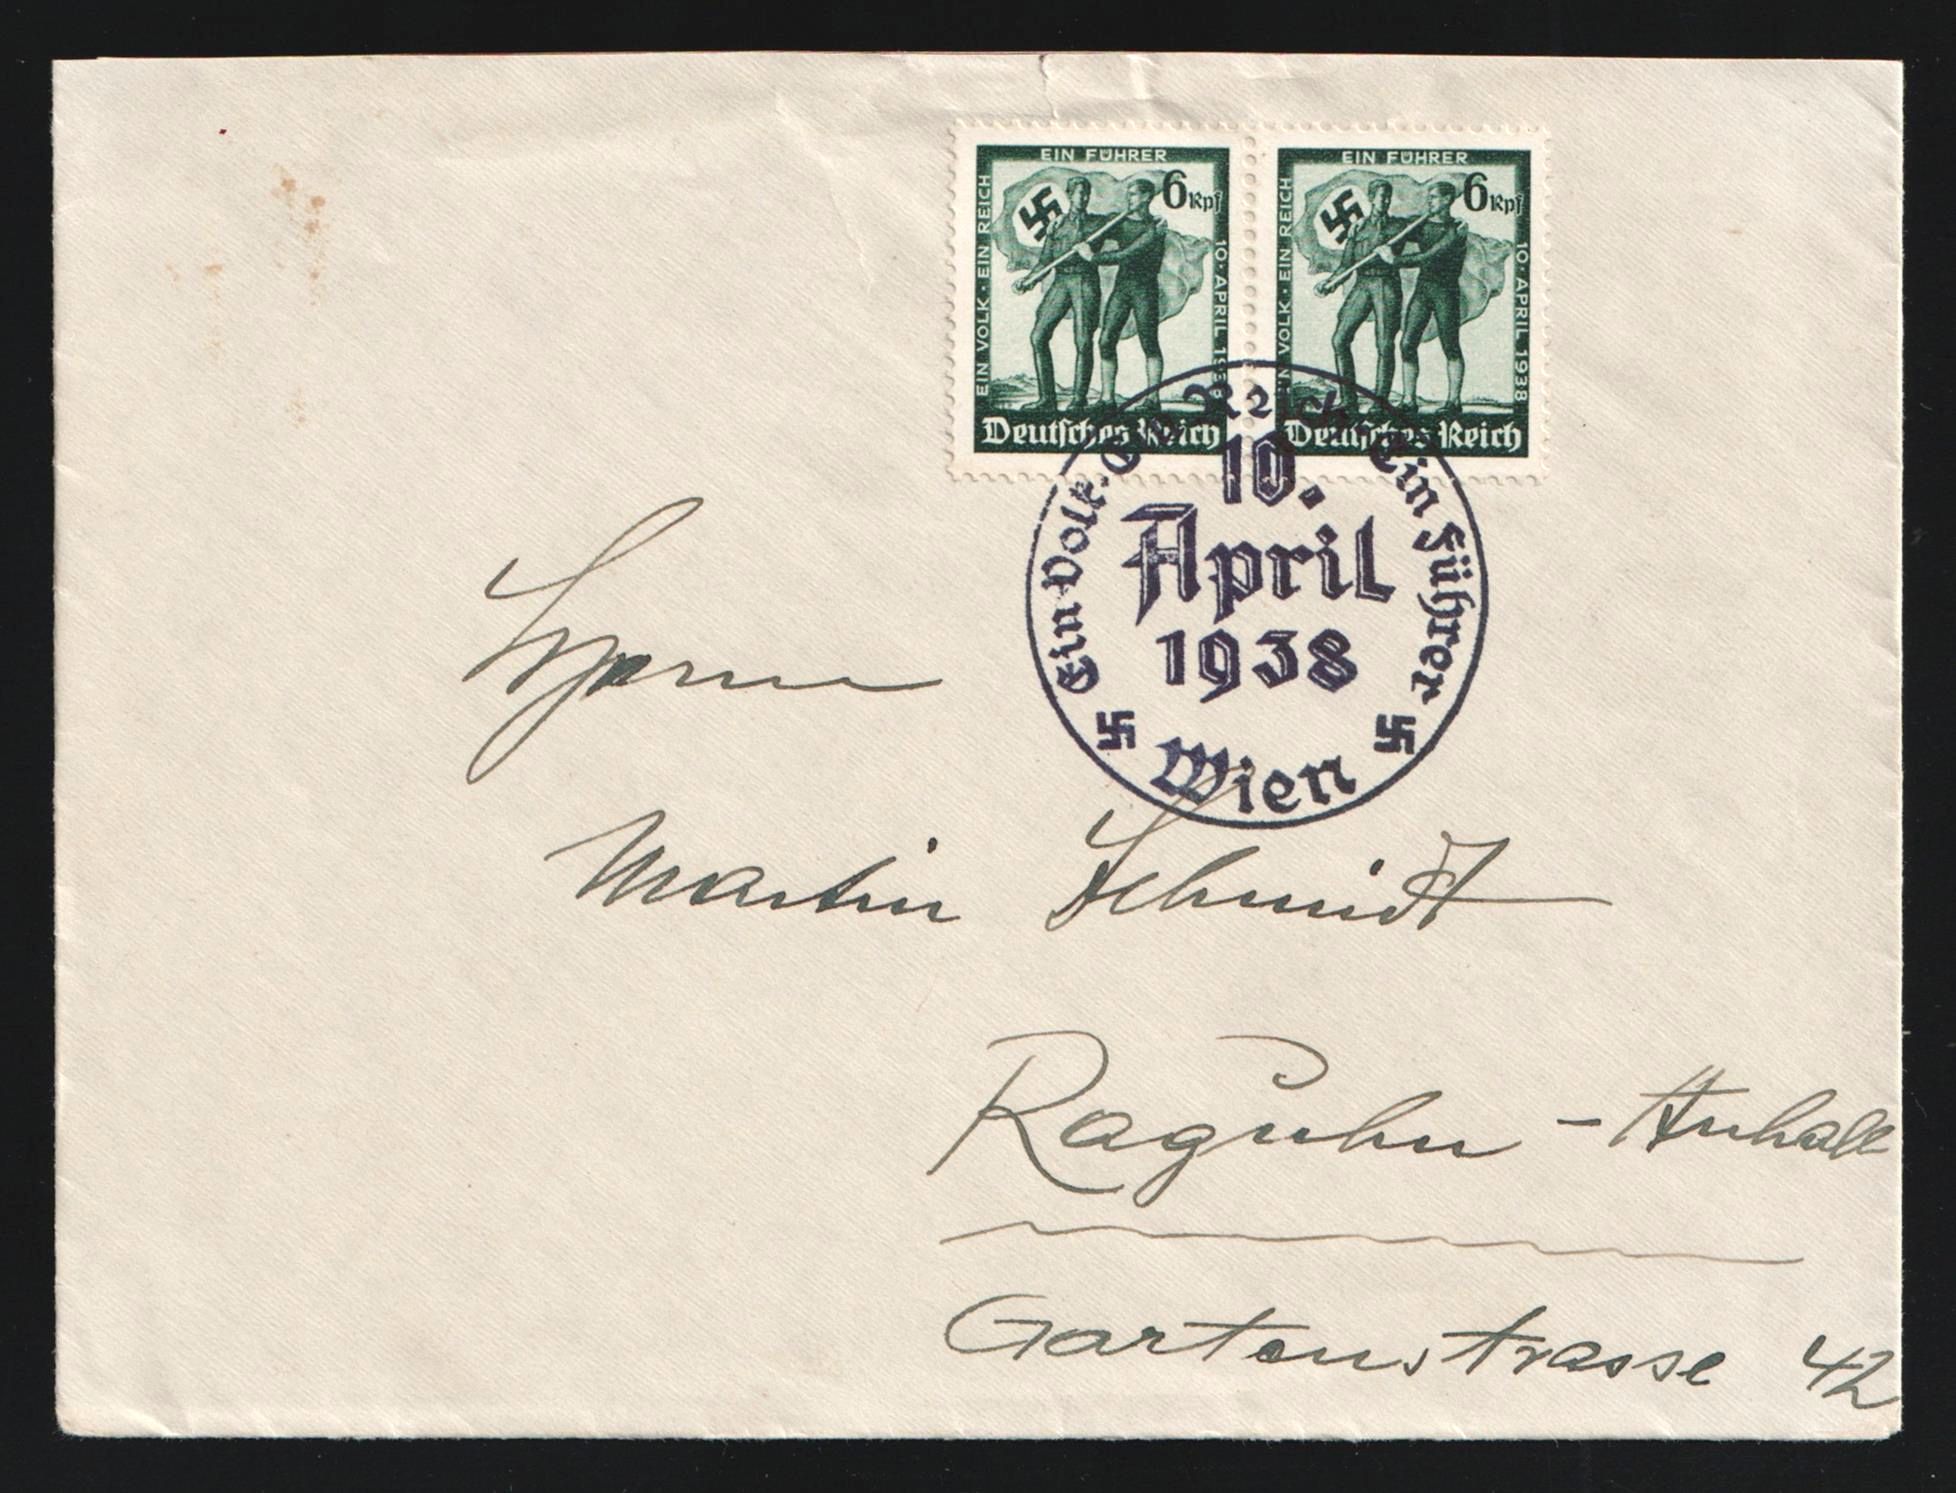 EIN FÜHRER
6 Rpf
EIN VOLK · EIN REICH
10 · APRIL 1938
Deutsches Reich
EIN FÜHRER
6 Rpf
EIN VOLK · EIN REICH
10 · APRIL 1938
Deutsches Reich
Ein Volk. Ein Reich. Ein Führer
10.
April
1938
Wien
Herrn
Martin Schmidt
Raguhn - Anhalt
Gartenstrasse 42